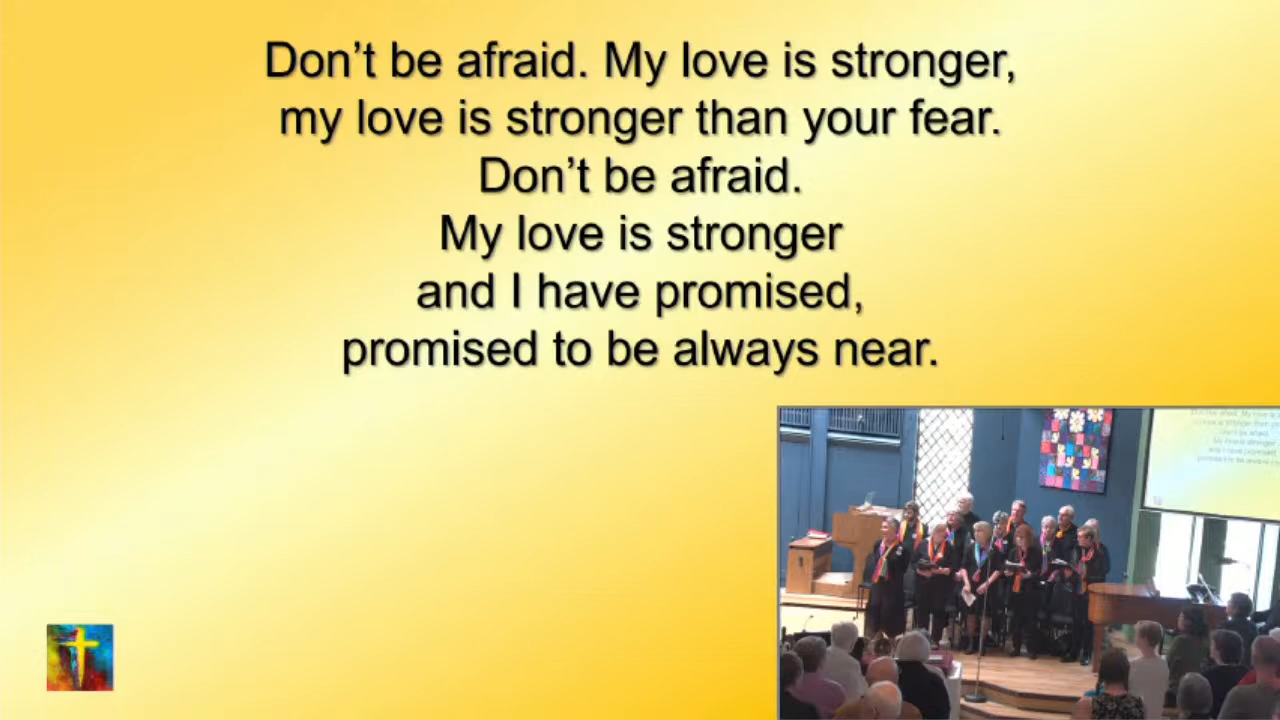 Don’t be afraid. My love is stronger,
my love is stronger than your fear.
Don’t be afraid.
My love is stronger
and I have promised,
promised to be always near.